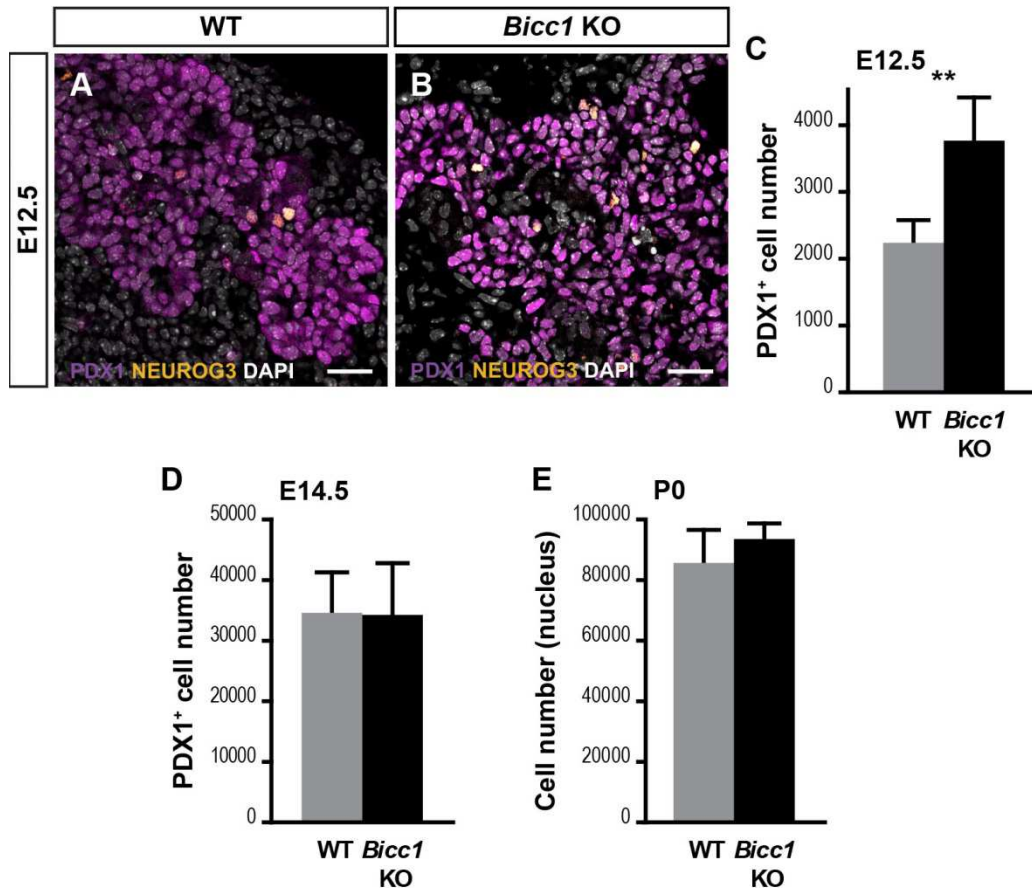 WT
Bicc1 KO
E12.5
A
PDX1 NEUROG3 DAPI
B
PDX1 NEUROG3 DAPI
C
E12.5
**
PDX1+ cell number
4000
3000
2000
1000
0
WT Bicc1
KO
D
E14.5
PDX1+ cell number
50000
40000
30000
20000
10000
0
WT Bicc1
KO
E
P0
Cell number (nucleus)
100000
80000
60000
40000
20000
0
WT Bicc1
KO